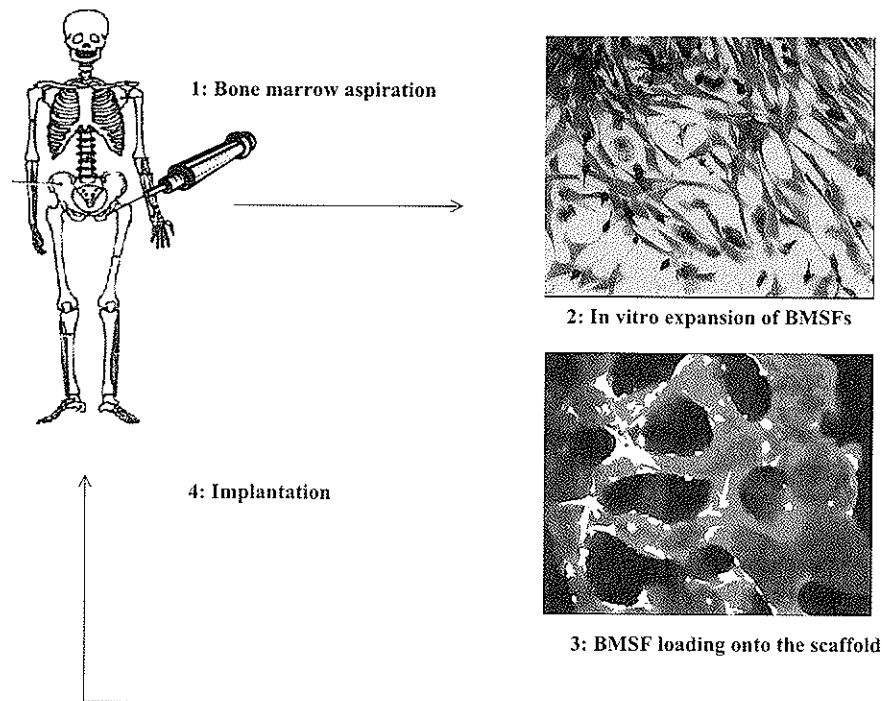 1: Bone marrow aspiration
2: In vitro expansion of BMSFs
3: BMSF loading onto the scaffold
4: Implantation